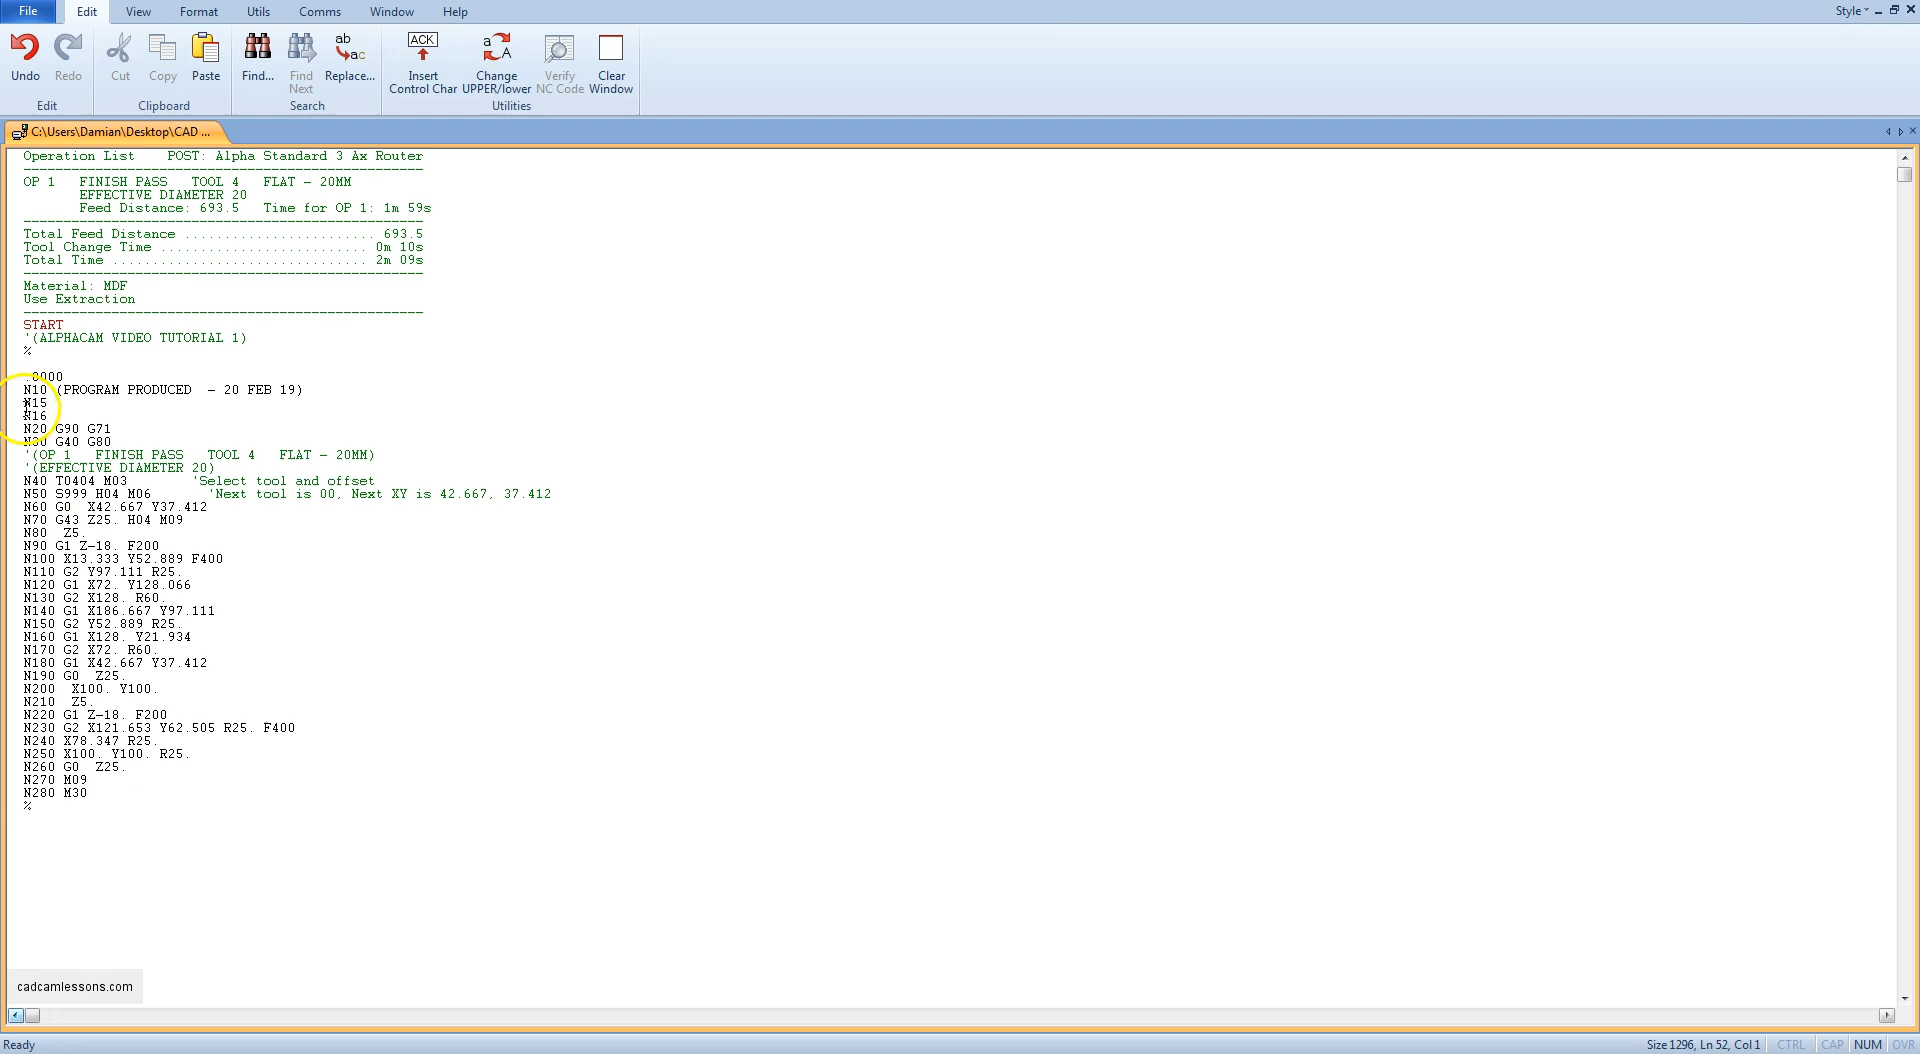 File Edit View Format Utils Comms Window Help Style
Undo Redo Cut Copy Paste Find... Find Next Replace... Insert Control Char Change UPPER/lower Verify NC Code Clear Window
Edit Clipboard Search Utilities
C:\Users\Damian\Desktop\CAD ...
Operation List    POST: Alpha Standard 3 Ax Router
--------------------------------------------------
OP 1   FINISH PASS   TOOL 4   FLAT - 20MM
       EFFECTIVE DIAMETER 20
       Feed Distance: 693.5   Time for OP 1: 1m 59s
--------------------------------------------------
Total Feed Distance ........................ 693.5
Tool Change Time .......................... 0m 10s
Total Time ................................ 2m 09s
--------------------------------------------------
Material: MDF
Use Extraction
--------------------------------------------------
START
'(ALPHACAM VIDEO TUTORIAL 1)
%
:8000
N10 (PROGRAM PRODUCED  - 20 FEB 19)
N15
N16
N20 G90 G71
N30 G40 G80
'(OP 1   FINISH PASS   TOOL 4   FLAT - 20MM)
'(EFFECTIVE DIAMETER 20)
N40 T0404 M03        'Select tool and offset
N50 S999 H04 M06       'Next tool is 00, Next XY is 42.667, 37.412
N60 G0  X42.667 Y37.412
N70 G43 Z25. H04 M09
N80  Z5.
N90 G1 Z-18. F200
N100 X13.333 Y52.889 F400
N110 G2 Y97.111 R25.
N120 G1 X72. Y128.066
N130 G2 X128. R60.
N140 G1 X186.667 Y97.111
N150 G2 Y52.889 R25.
N160 G1 X128. Y21.934
N170 G2 X72. R60.
N180 G1 X42.667 Y37.412
N190 G0  Z25.
N200  X100. Y100.
N210  Z5.
N220 G1 Z-18. F200
N230 G2 X121.653 Y62.505 R25. F400
N240 X78.347 R25.
N250 X100. Y100. R25.
N260 G0  Z25.
N270 M09
N280 M30
%
cadcamlessons.com
Ready Size 1296, Ln 52, Col 1 CTRL CAP NUM OVR